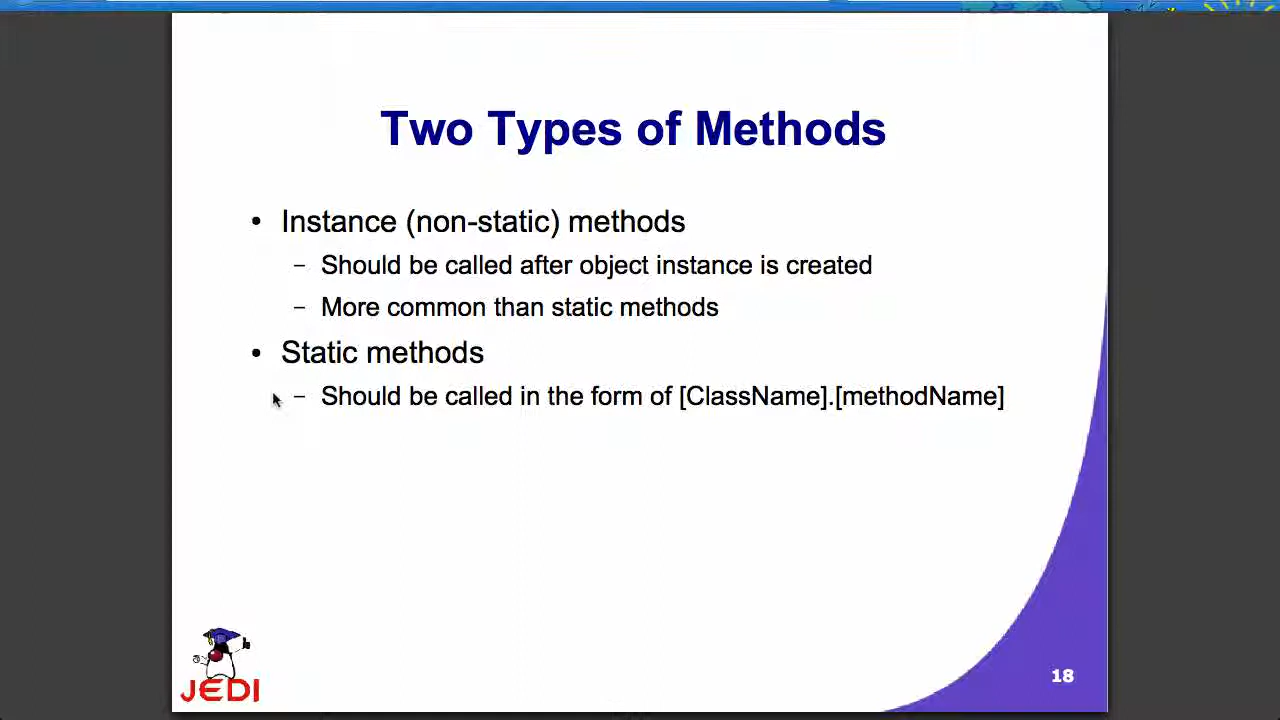 Two Types of Methods
• Instance (non-static) methods
– Should be called after object instance is created
– More common than static methods
• Static methods
– Should be called in the form of [ClassName].[methodName]
JEDI
18